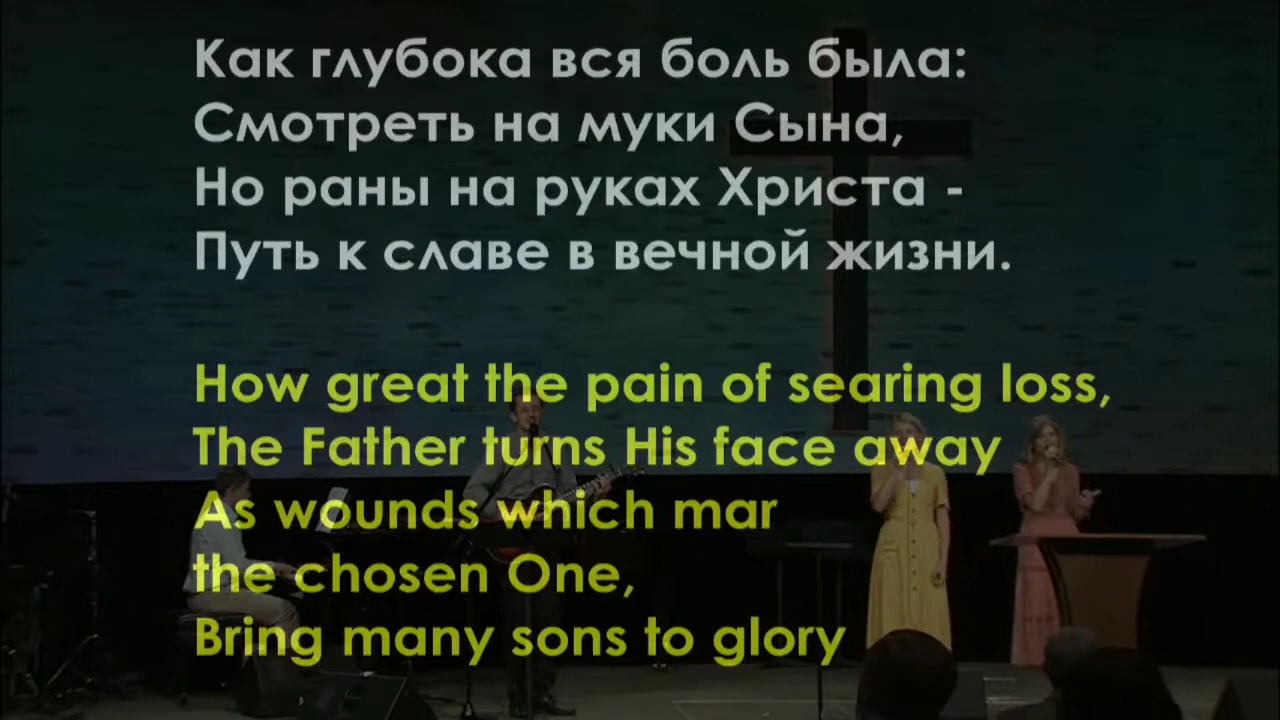 Как глубока вся боль была:
Смотреть на муки Сына,
Но раны на руках Христа -
Путь к славе в вечной жизни.
How great the pain of searing loss,
The Father turns His face away
As wounds which mar
the chosen One,
Bring many sons to glory